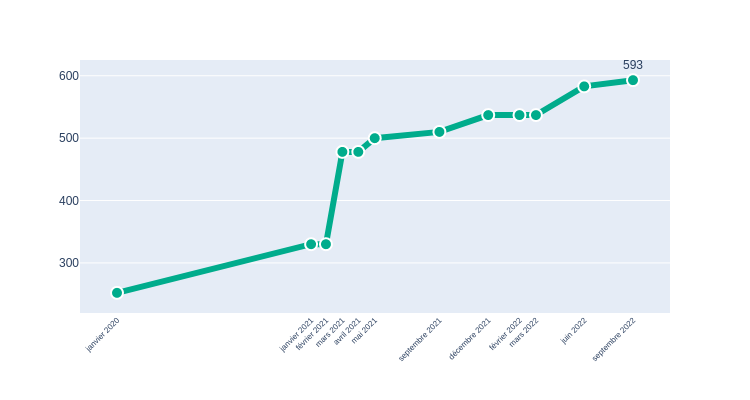 593
600
500
400
300
janvier 2020
janvier 2021
février 2021
mars 2021
avril 2021
mai 2021
septembre 2021
décembre 2021
février 2022
mars 2022
juin 2022
septembre 2022